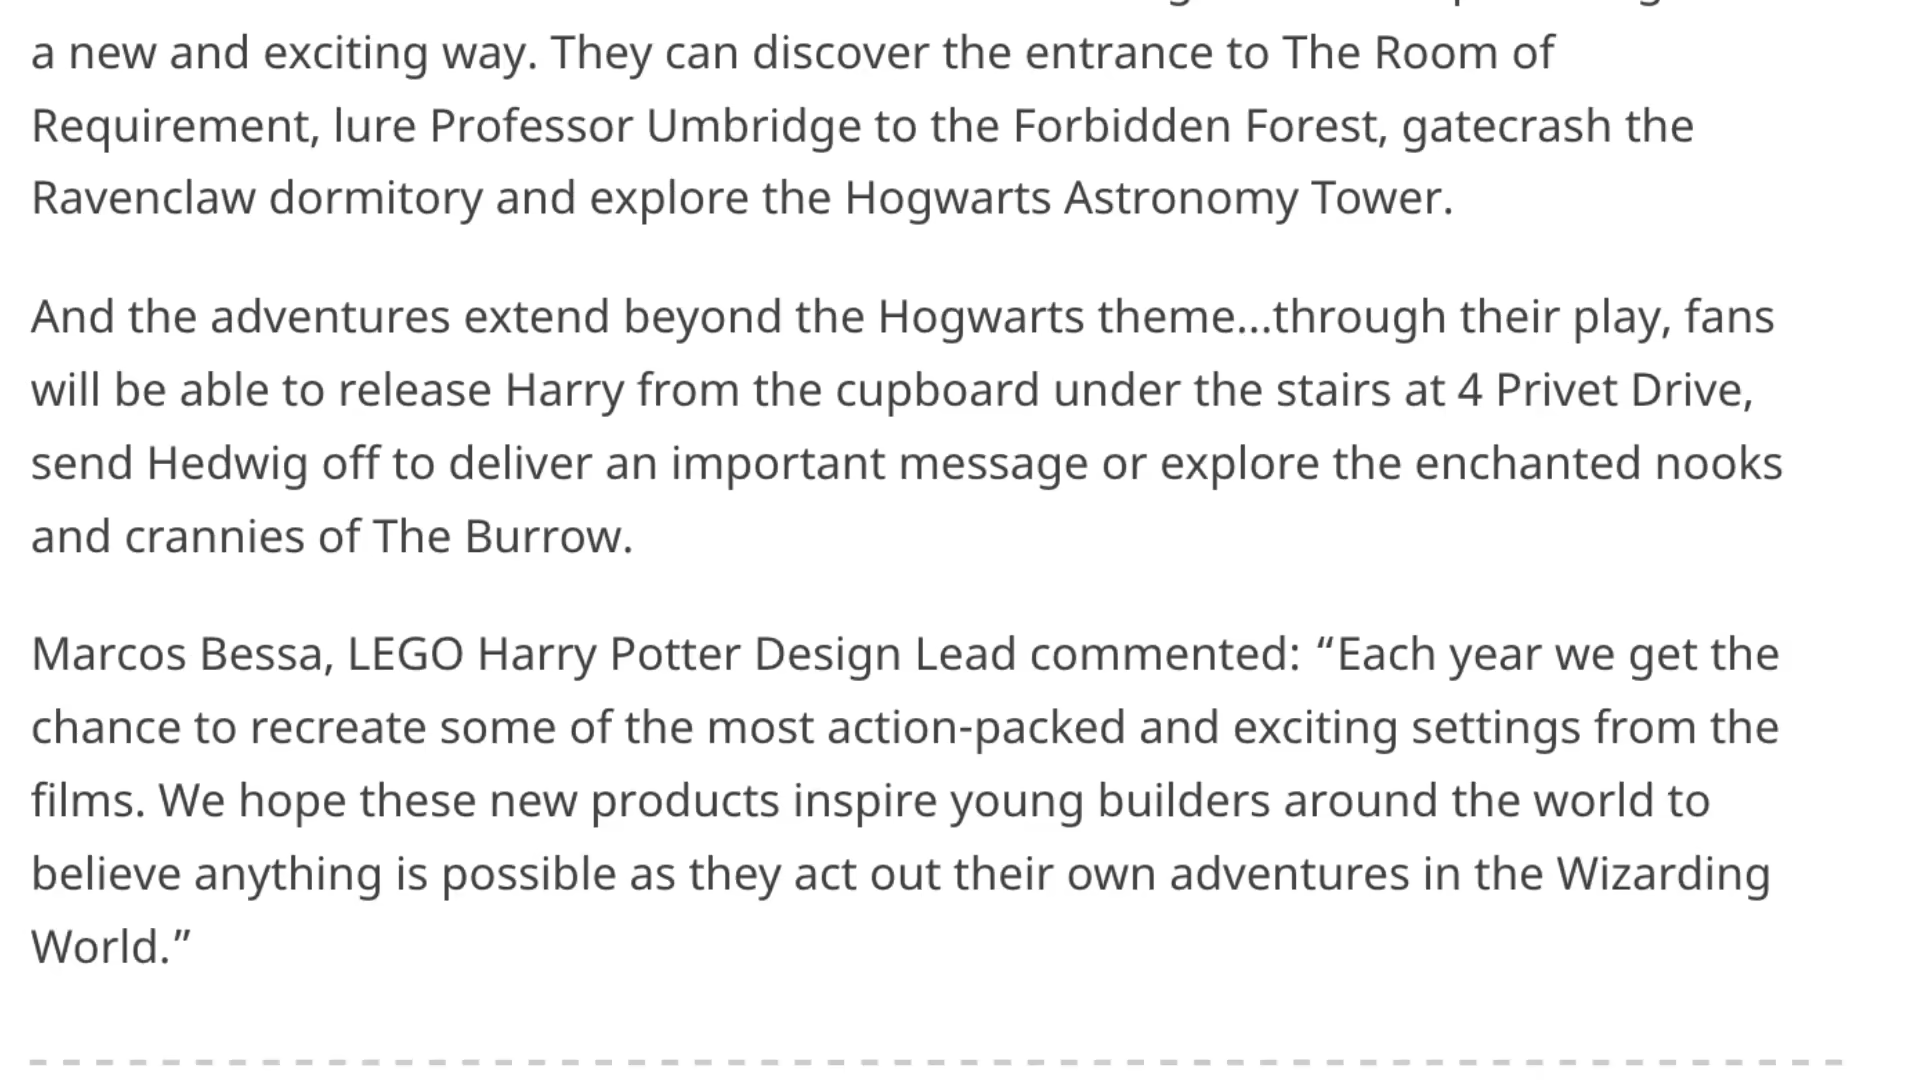 a new and exciting way. They can discover the entrance to The Room of
Requirement, lure Professor Umbridge to the Forbidden Forest, gatecrash the
Ravenclaw dormitory and explore the Hogwarts Astronomy Tower.
And the adventures extend beyond the Hogwarts theme...through their play, fans
will be able to release Harry from the cupboard under the stairs at 4 Privet Drive,
send Hedwig off to deliver an important message or explore the enchanted nooks
and crannies of The Burrow.
Marcos Bessa, LEGO Harry Potter Design Lead commented: “Each year we get the
chance to recreate some of the most action-packed and exciting settings from the
films. We hope these new products inspire young builders around the world to
believe anything is possible as they act out their own adventures in the Wizarding
World.”